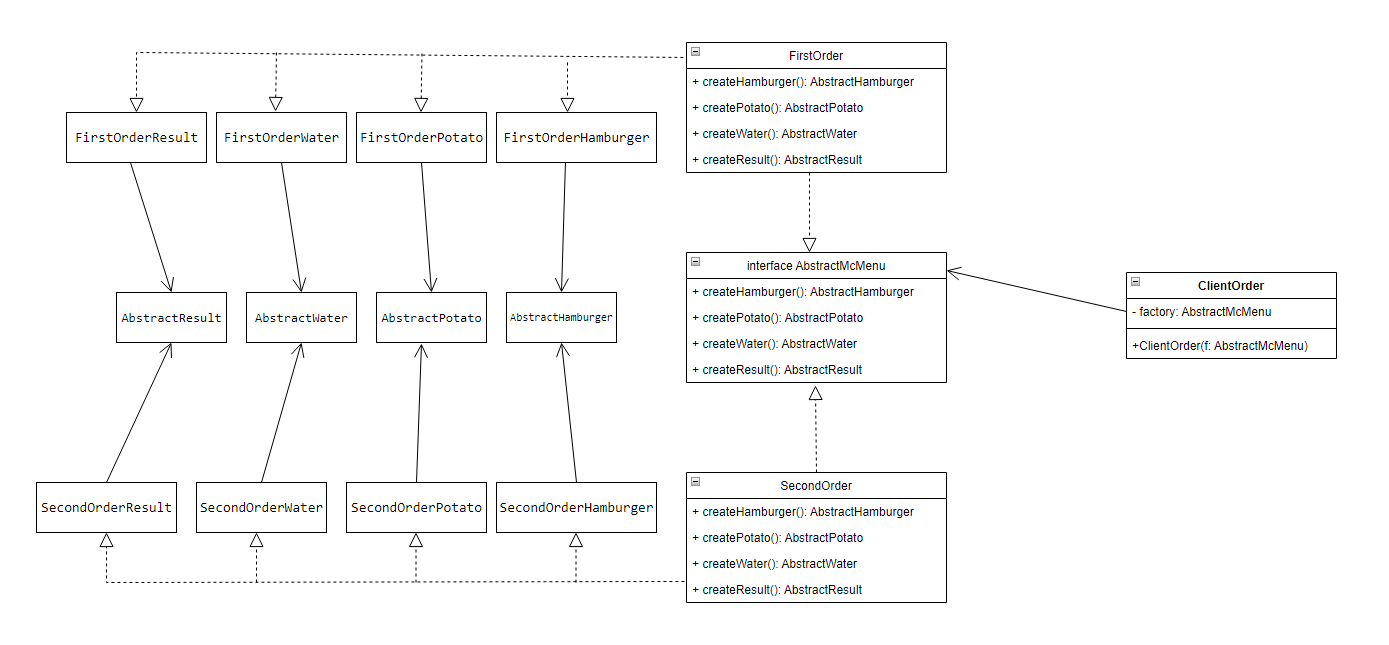 FirstOrder
+ createHamburger(): AbstractHamburger
+ createPotato(): AbstractPotato
+ createWater(): AbstractWater
+ createResult(): AbstractResult
FirstOrderResult
FirstOrderWater
FirstOrderPotato
FirstOrderHamburger
interface AbstractMcMenu
+ createHamburger(): AbstractHamburger
+ createPotato(): AbstractPotato
+ createWater(): AbstractWater
+ createResult(): AbstractResult
ClientOrder
- factory: AbstractMcMenu
+ClientOrder(f: AbstractMcMenu)
AbstractResult
AbstractWater
AbstractPotato
AbstractHamburger
SecondOrderResult
SecondOrderWater
SecondOrderPotato
SecondOrderHamburger
SecondOrder
+ createHamburger(): AbstractHamburger
+ createPotato(): AbstractPotato
+ createWater(): AbstractWater
+ createResult(): AbstractResult